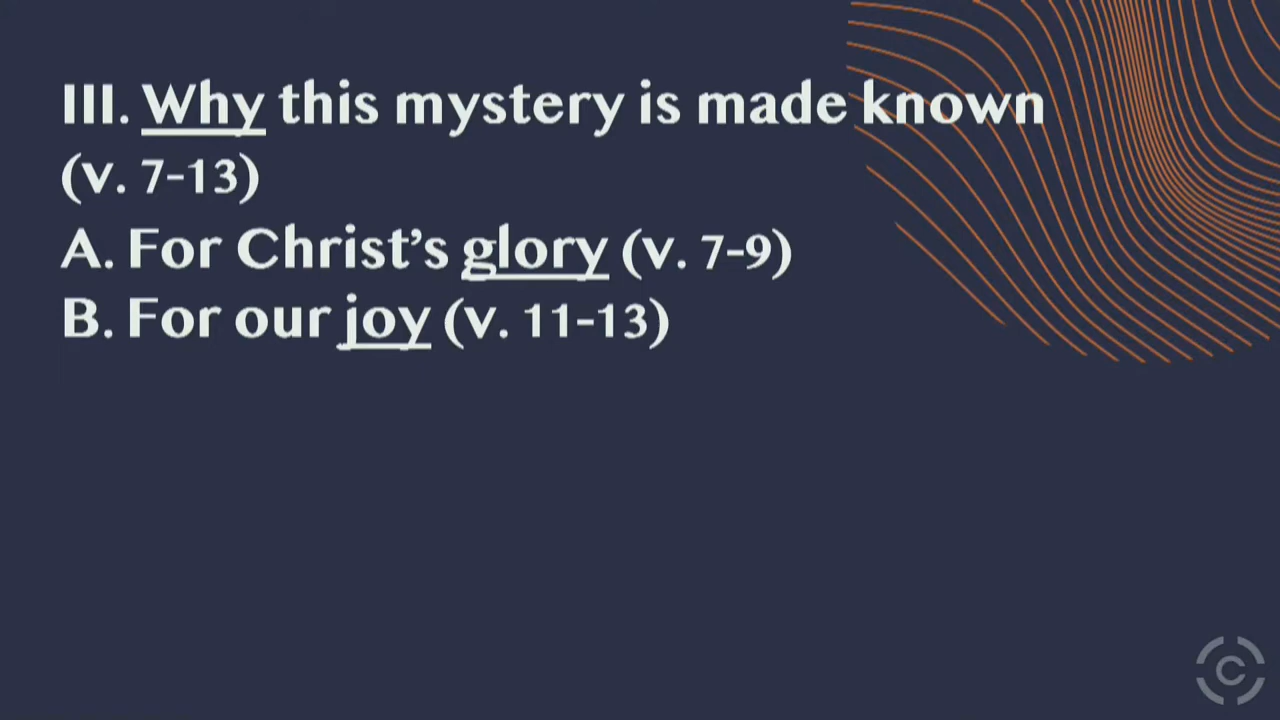 III. Why this mystery is made known
(v. 7-13)
A. For Christ's glory (v. 7-9)
B. For our joy (v. 11-13)
C